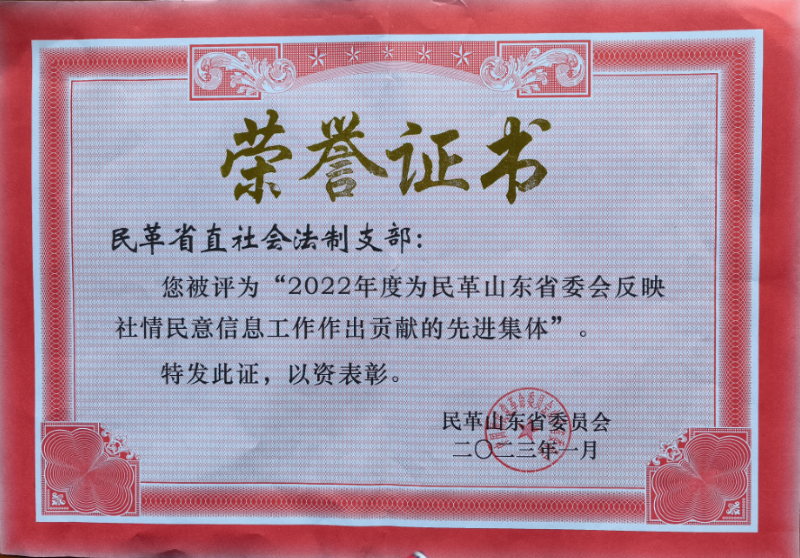 荣誉证书
民革省直社会法制支部：
您被评为“2022年度为民革山东省委会反映
社情民意信息工作作出贡献的先进集体”。
特发此证，以资表彰。
民革山东省委员会
二〇二三年一月